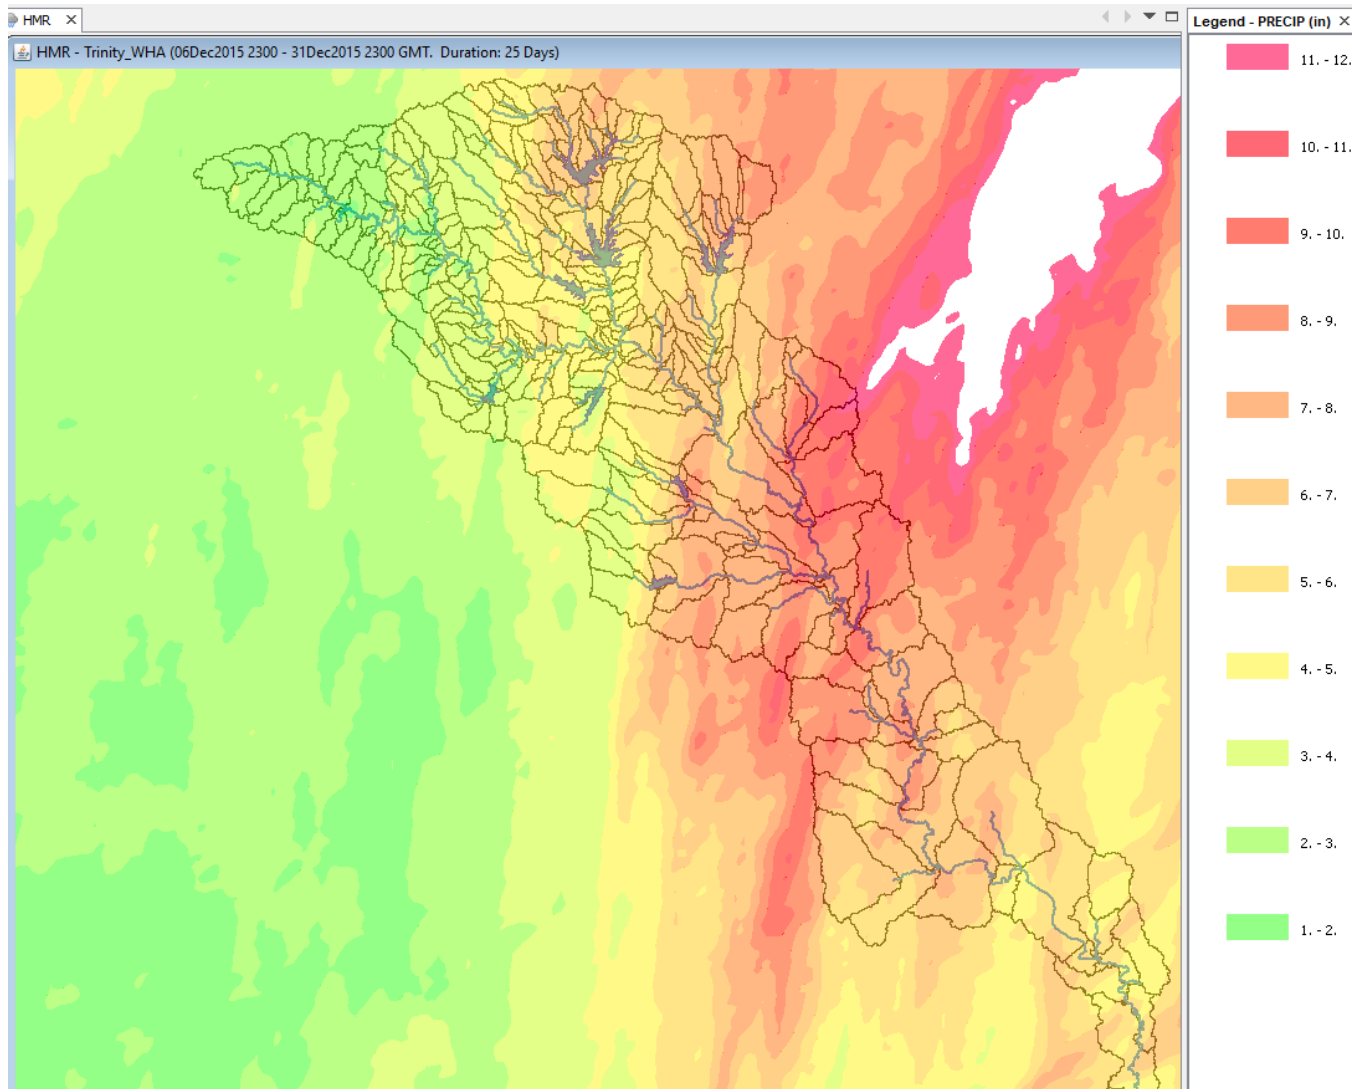 HMR
HMR - Trinity_WHA (06Dec2015 2300 - 31Dec2015 2300 GMT. Duration: 25 Days)
Legend - PRECIP (in)
11. - 12.
10. - 11.
9. - 10.
8. - 9.
7. - 8.
6. - 7.
5. - 6.
4. - 5.
3. - 4.
2. - 3.
1. - 2.